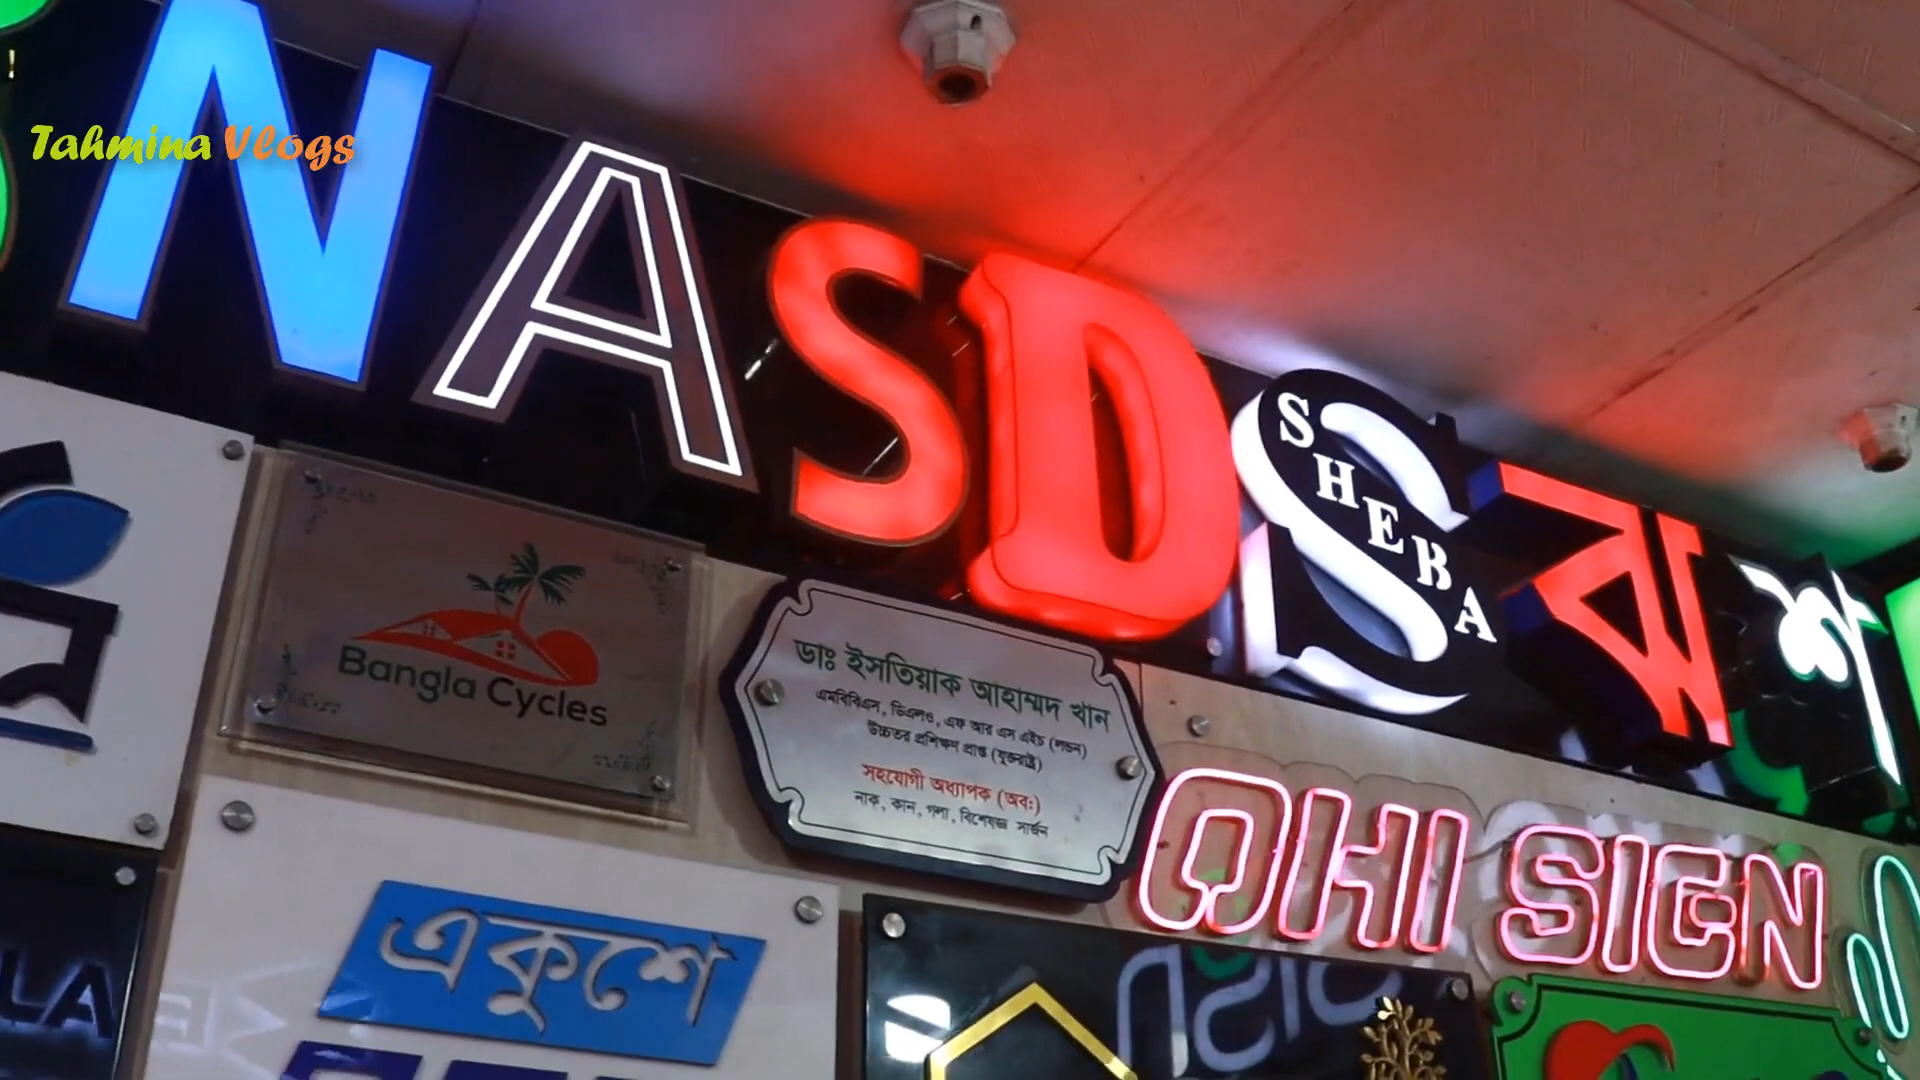 Tahmina Vlogs
N A S D
SHEBA
ঝ
শ
Bangla Cycles
ডাঃ ইসতিয়াক আহাম্মদ খান
এমবিবিএস, ডিএলও, এফ আর এস এইচ (লন্ডন)
উচ্চতর প্রশিক্ষণ প্রাপ্ত (যুক্তরাষ্ট্র)
সহযোগী অধ্যাপক (অবঃ)
নাক, কান, গলা, বিশেষজ্ঞ সার্জন
OHI SIGN
একুশে
LA